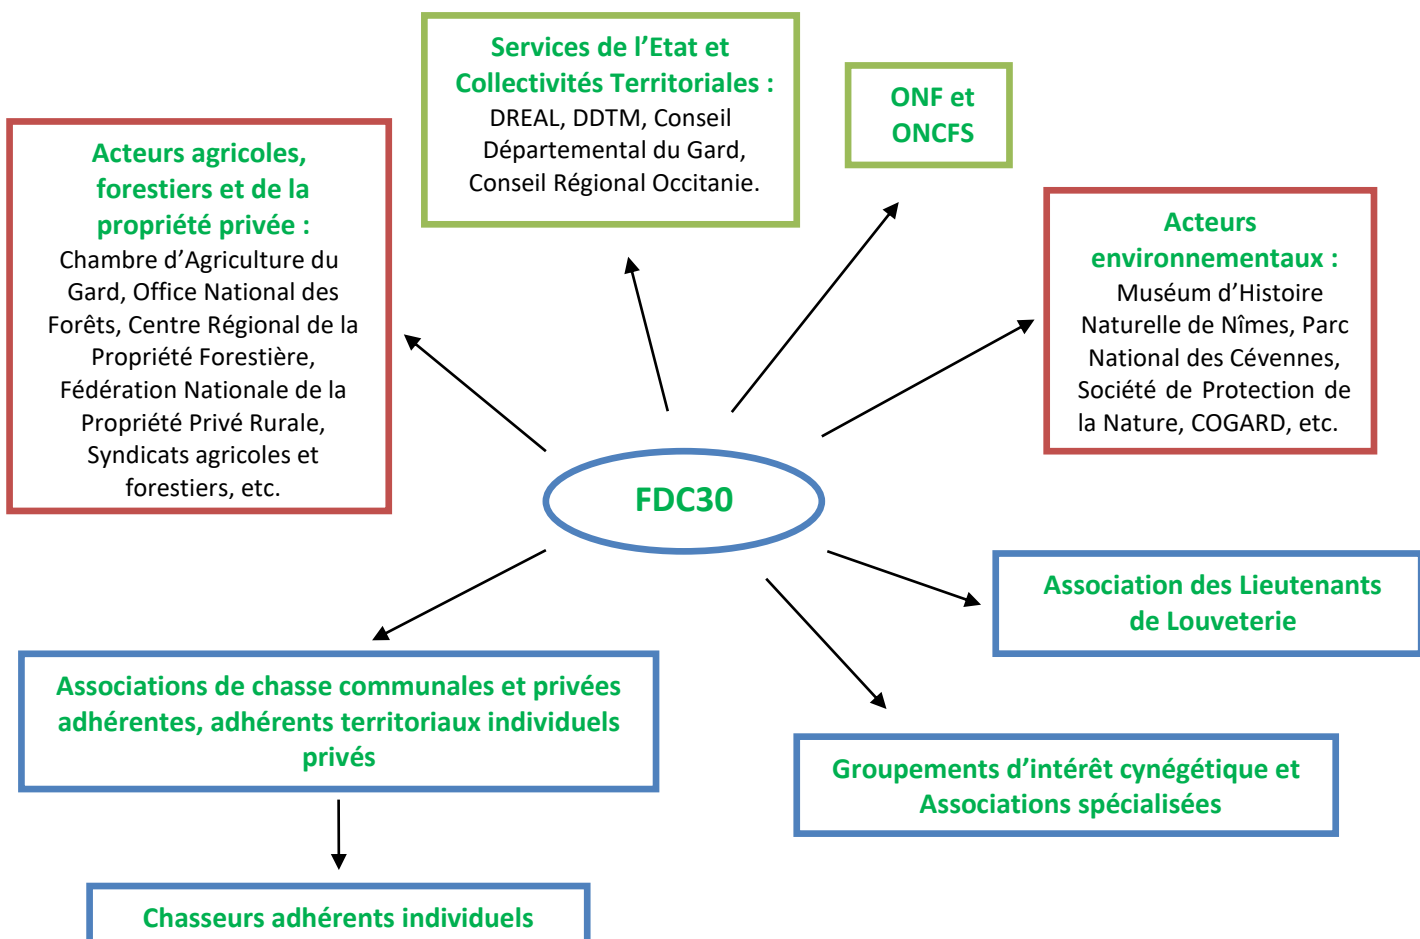 Services de l’Etat et
Collectivités Territoriales :
DREAL, DDTM, Conseil
Départemental du Gard,
Conseil Régional Occitanie.
ONF et
ONCFS
Acteurs agricoles,
forestiers et de la
propriété privée :
Chambre d’Agriculture du
Gard, Office National des
Forêts, Centre Régional de la
Propriété Forestière,
Fédération Nationale de la
Propriété Privé Rurale,
Syndicats agricoles et
forestiers, etc.
Acteurs
environnementaux :
Muséum d’Histoire
Naturelle de Nîmes, Parc
National des Cévennes,
Société de Protection de
la Nature, COGARD, etc.
FDC30
Association des Lieutenants
de Louveterie
Associations de chasse communales et privées
adhérentes, adhérents territoriaux individuels
privés
Groupements d’intérêt cynégétique et
Associations spécialisées
Chasseurs adhérents individuels